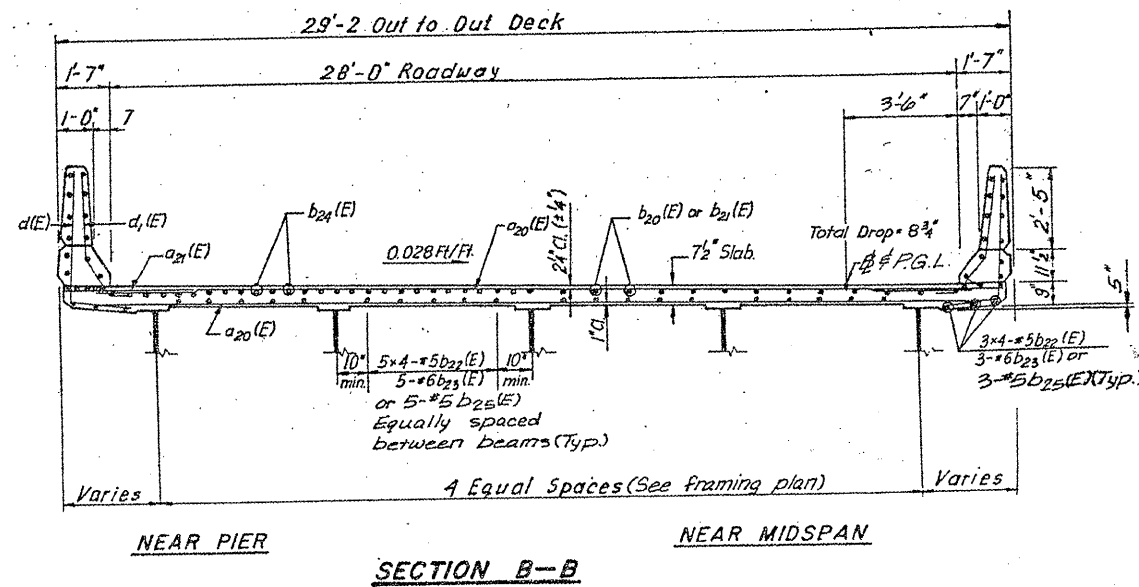 29'-2 Out to Out Deck
1'-7"
28'-0" Roadway
1'-7"
3'-6"
7"
1'-0"
1'-0"
7
2'-5"
11½"
9"
5"
d(E)
d₁(E)
a₂₁(E)
b₂₄(E)
0.028 Ft/Ft.
a₂₀(E)
2¼" Cl. (±¼")
b₂₀(E) or b₂₁(E)
7½" Slab.
Total Drop = 8¾"
& P.G.L.
a₂₀(E)
1" Cl.
10"
min.
5×4-#5b₂₂(E)
5-#6b₂₃(E)
or 5-#5b₂₅(E)
Equally spaced
between beams (Typ.)
10"
min.
3×4-#5b₂₂(E)
3-#6b₂₃(E) or
3-#5b₂₅(E)(Typ.)
Varies
4 Equal Spaces (See framing plan)
Varies
NEAR PIER
NEAR MIDSPAN
SECTION B-B